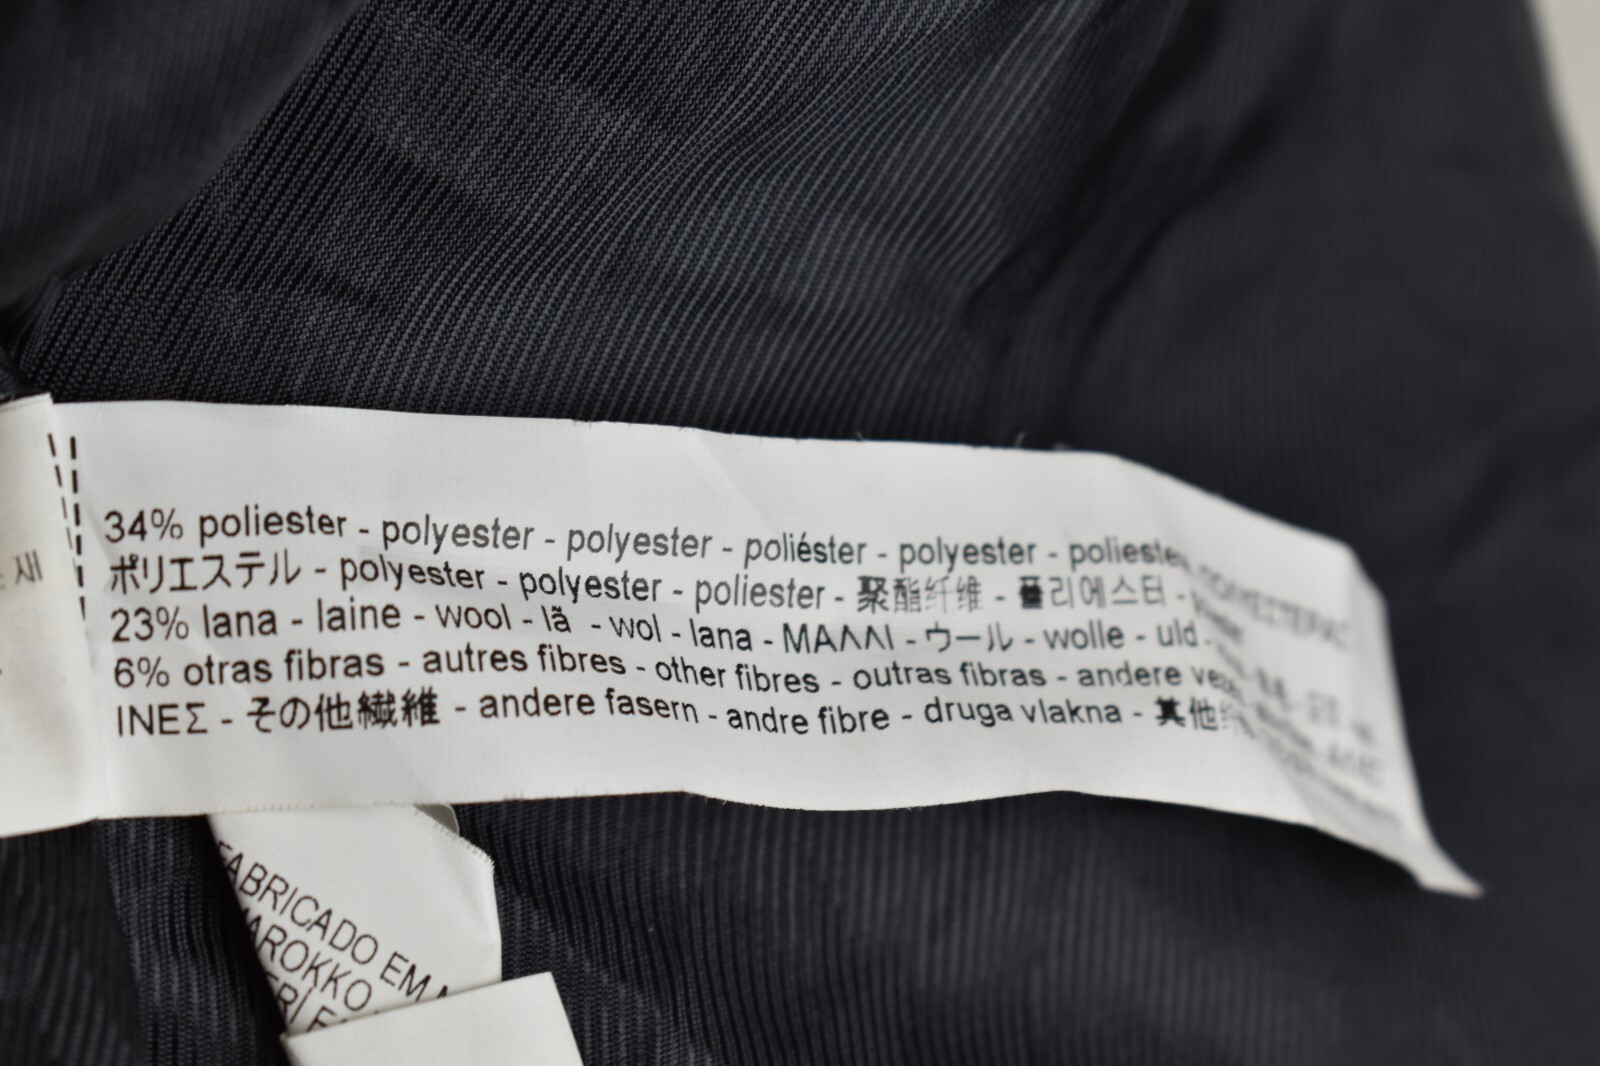 34% poliester - polyester - polyester - poliéster - polyester - poliester
ポリエステル - polyester - polyester - poliester - 聚酯纤维 - 폴리에스터 -
23% lana - laine - wool - lã - wol - lana - ΜΑΛΛΙ - ウール - wolle - uld -
6% otras fibras - autres fibres - other fibres - outras fibras - andere
ΙΝΕΣ - その他繊維 - andere fasern - andre fibre - druga vlakna - 其他
재
FABRICADO EM
MAROKKO